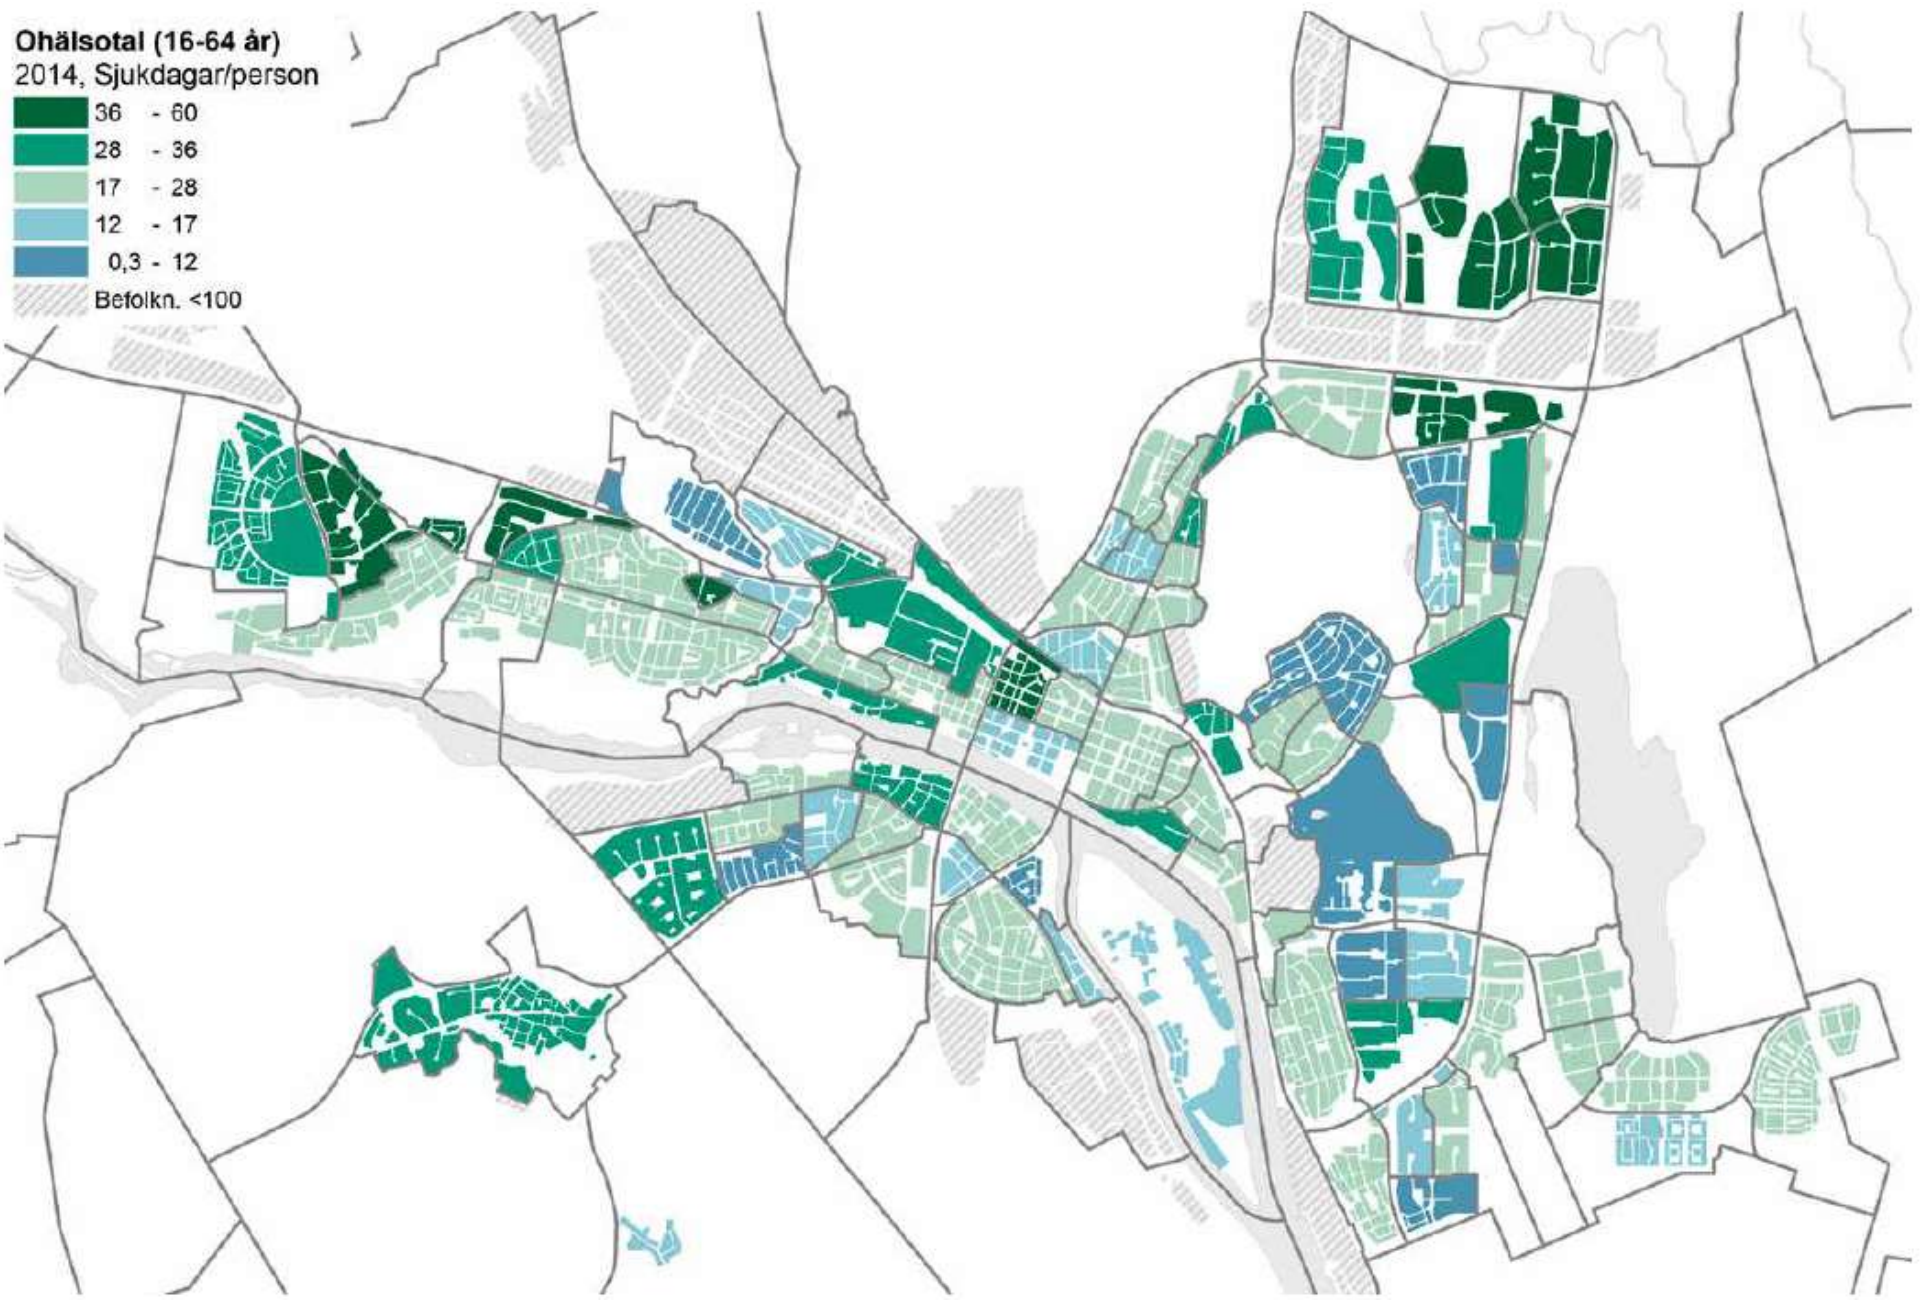 Ohälsotal (16-64 år)
2014, Sjukdagar/person
36 - 60
28 - 36
17 - 28
12 - 17
0,3 - 12
Befolkn. <100